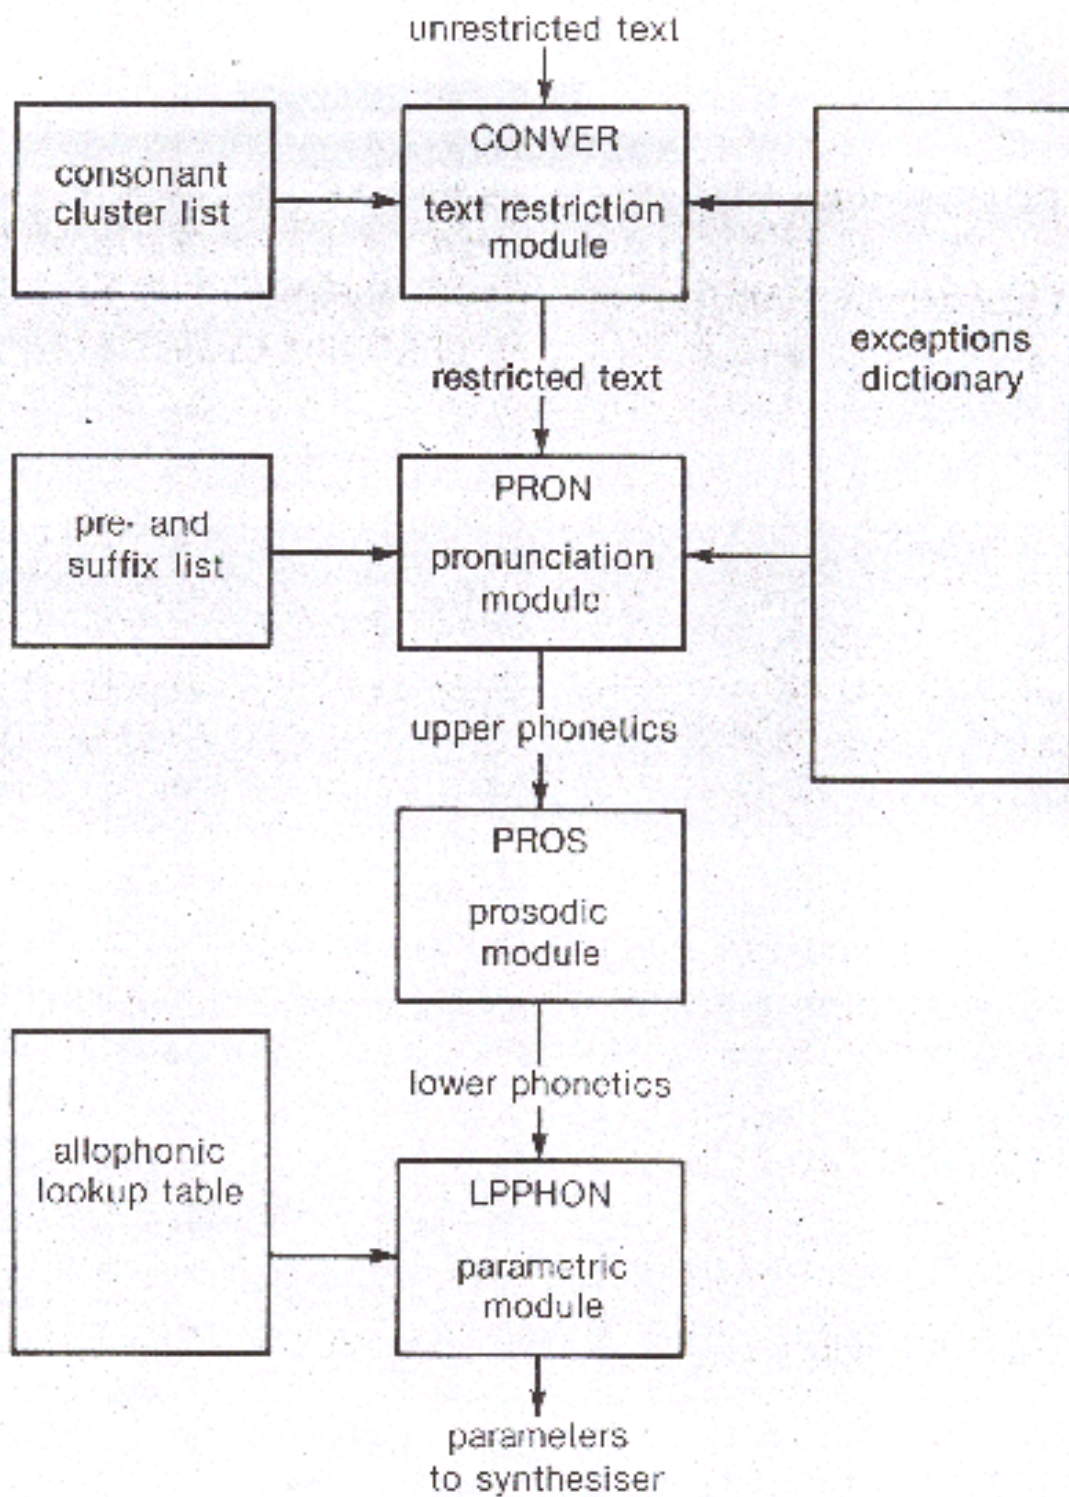 unrestricted text
consonant
cluster list
CONVER
text restriction
module
exceptions
dictionary
restricted text
pre- and
suffix list
PRON
pronunciation
module
upper phonetics
PROS
prosodic
module
lower phonetics
allophonic
lookup table
LPPHON
parametric
module
paramelers
to synthesiser